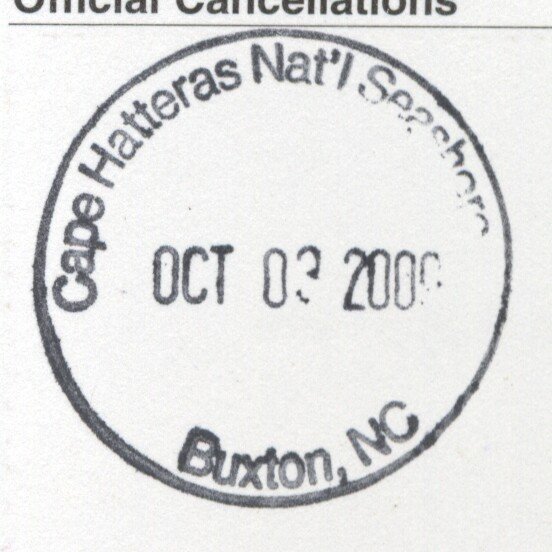 Official Cancellations
Cape Hatteras Nat'l Seashore
OCT 03
Buxton, NC